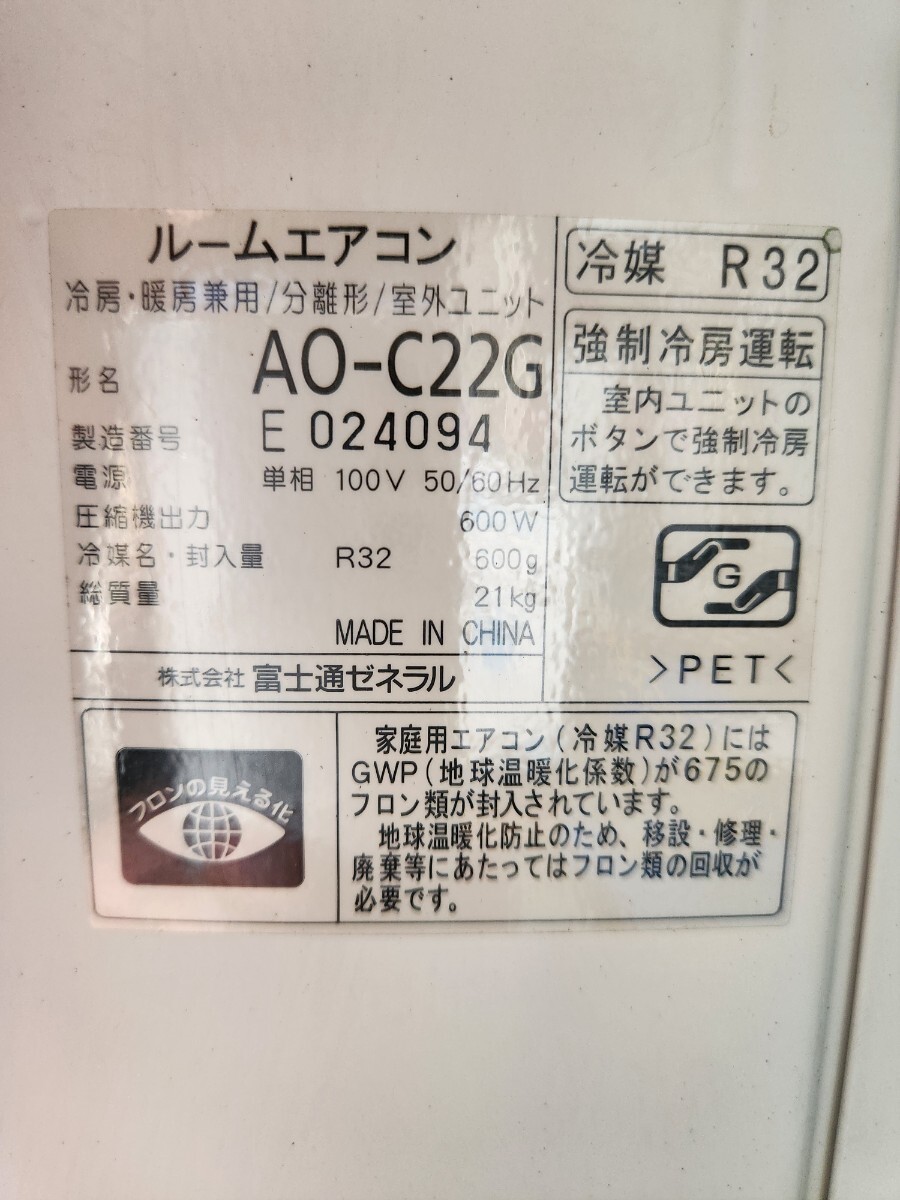 ルームエアコン
冷房・暖房兼用/分離形/室外ユニット
形名 AO-C22G
製造番号 E 024094
電源 単相 100V 50/60Hz
圧縮機出力 600W
冷媒名・封入量 R32 600g
総質量 21kg
MADE IN CHINA
株式会社 富士通ゼネラル
冷媒 R32
強制冷房運転
室内ユニットの
ボタンで強制冷房
運転ができます。
G
>PET<
フロンの見える化
家庭用エアコン(冷媒R32)には
GWP(地球温暖化係数)が675の
フロン類が封入されています。
地球温暖化防止のため、移設・修理・
廃棄等にあたってはフロン類の回収が
必要です。